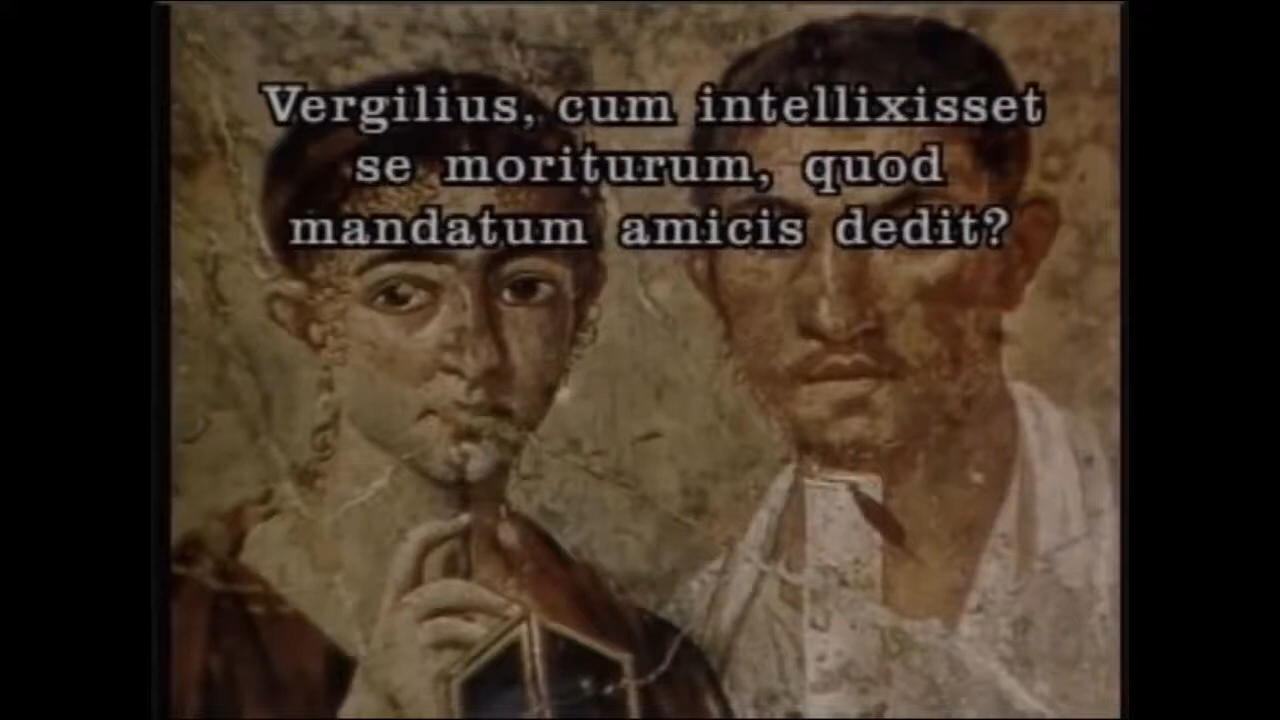 Vergilius, cum intellixisset
se moriturum, quod
mandatum amicis dedit?